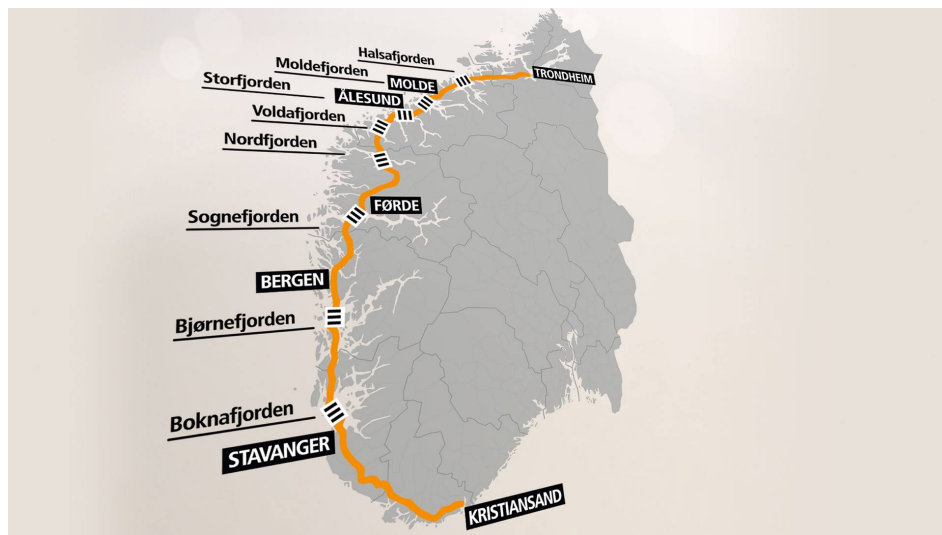 Halsafjorden
Moldefjorden
TRONDHEIM
Storfjorden
MOLDE
ÅLESUND
Voldafjorden
Nordfjorden
FØRDE
Sognefjorden
BERGEN
Bjørnefjorden
Boknafjorden
STAVANGER
KRISTIANSAND